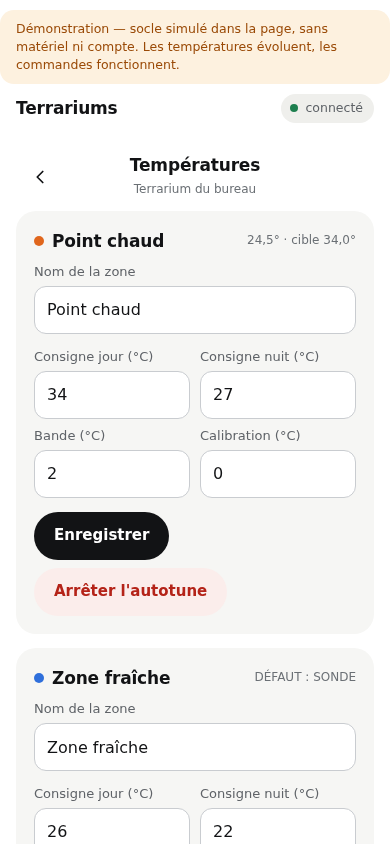 Démonstration — socle simulé dans la page, sans
matériel ni compte. Les températures évoluent, les
commandes fonctionnent.
Terrariums
connecté
Températures
Terrarium du bureau
Point chaud
24,5° · cible 34,0°
Nom de la zone
Point chaud
Consigne jour (°C)
Consigne nuit (°C)
34
27
Bande (°C)
Calibration (°C)
2
0
Enregistrer
Arrêter l'autotune
Zone fraîche
DÉFAUT : SONDE
Nom de la zone
Zone fraîche
Consigne jour (°C)
Consigne nuit (°C)
26
22